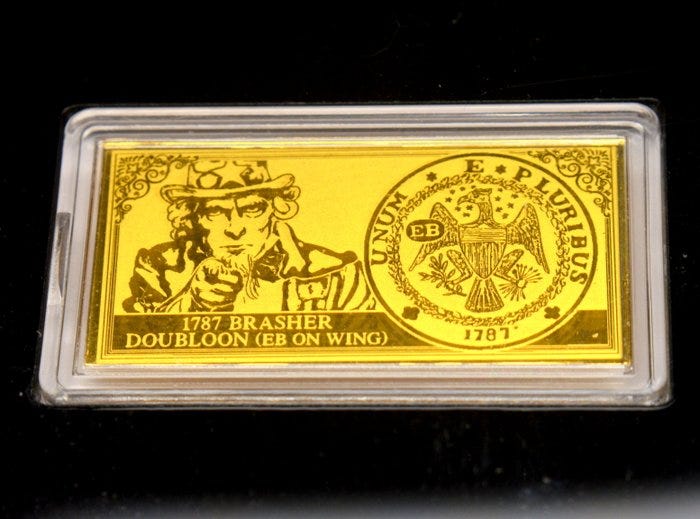 1787 BRASHER
DOUBLOON (EB ON WING)
UNUM * E * PLURIBUS
EB
1787